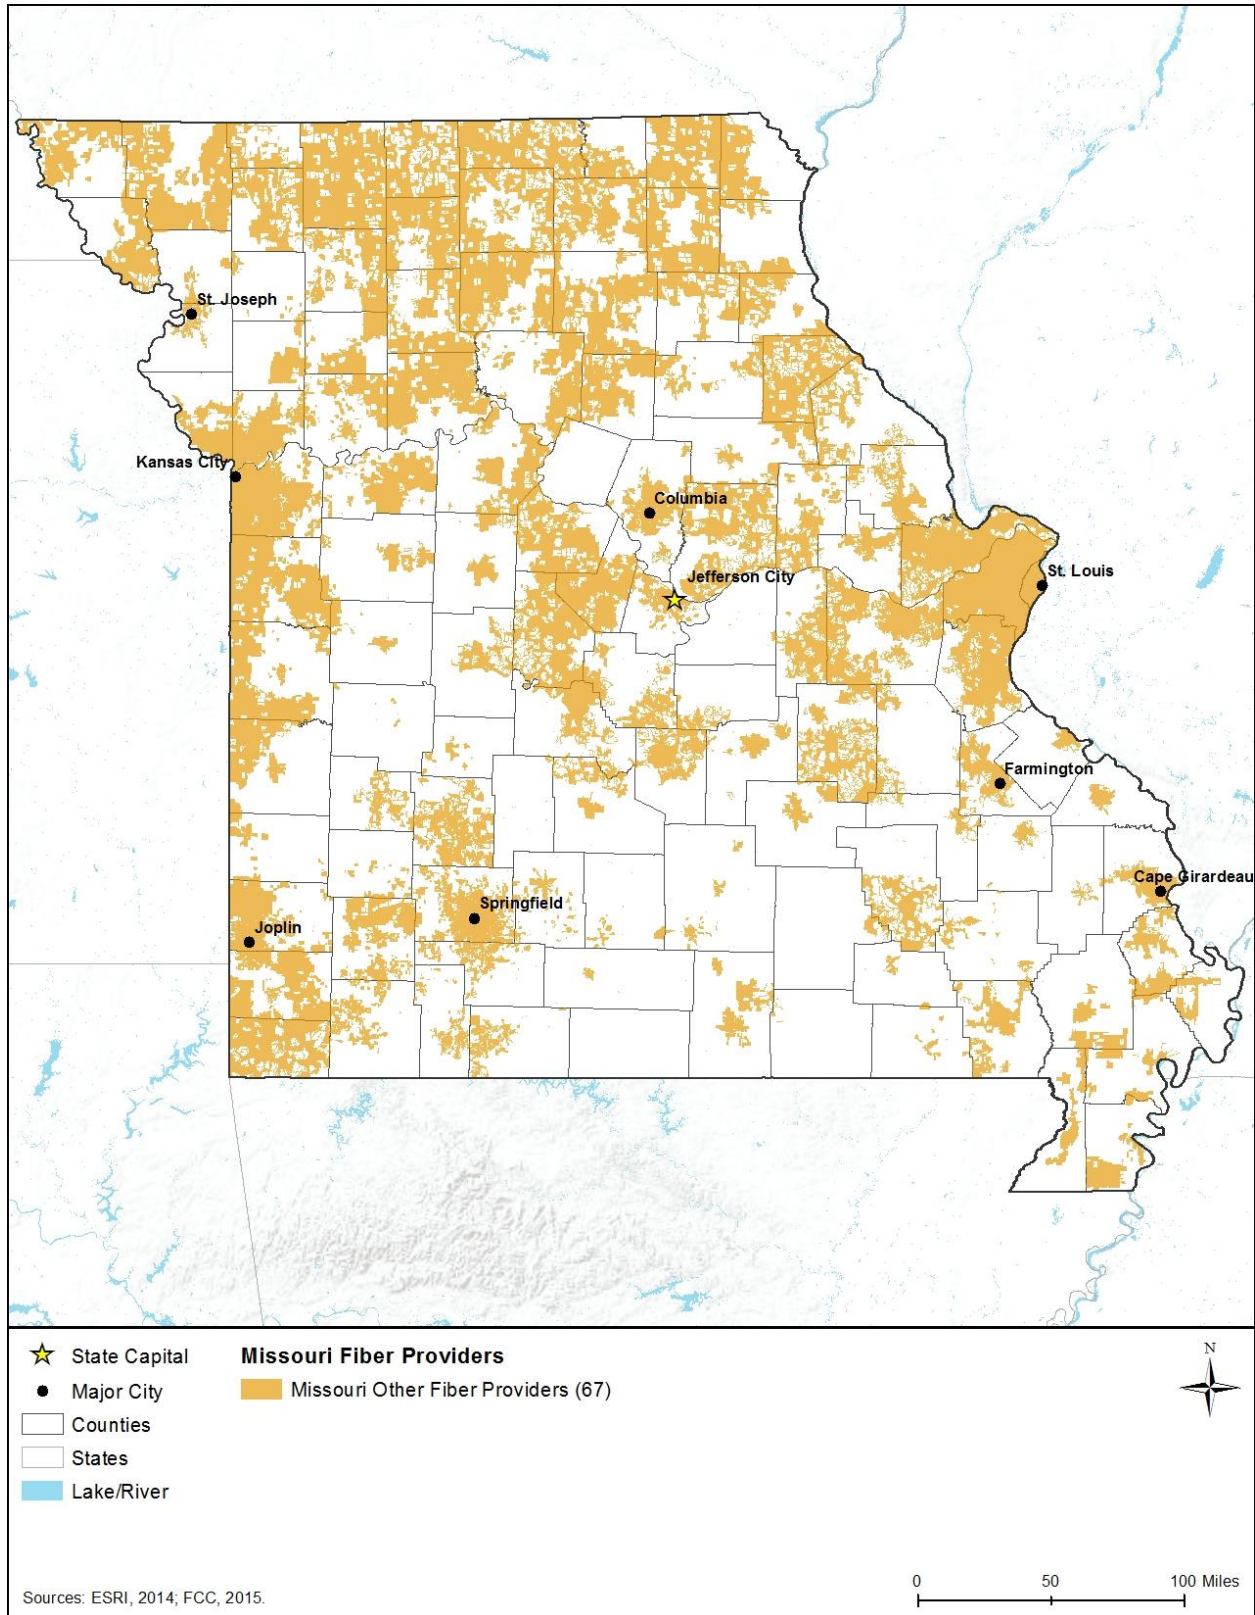 St. Joseph
Kansas City
Columbia
Jefferson City
St. Louis
Farmington
Cape Girardeau
Springfield
Joplin
State Capital
Major City
Counties
States
Lake/River
Missouri Fiber Providers
Missouri Other Fiber Providers (67)
N
Sources: ESRI, 2014; FCC, 2015.
0 50 100 Miles